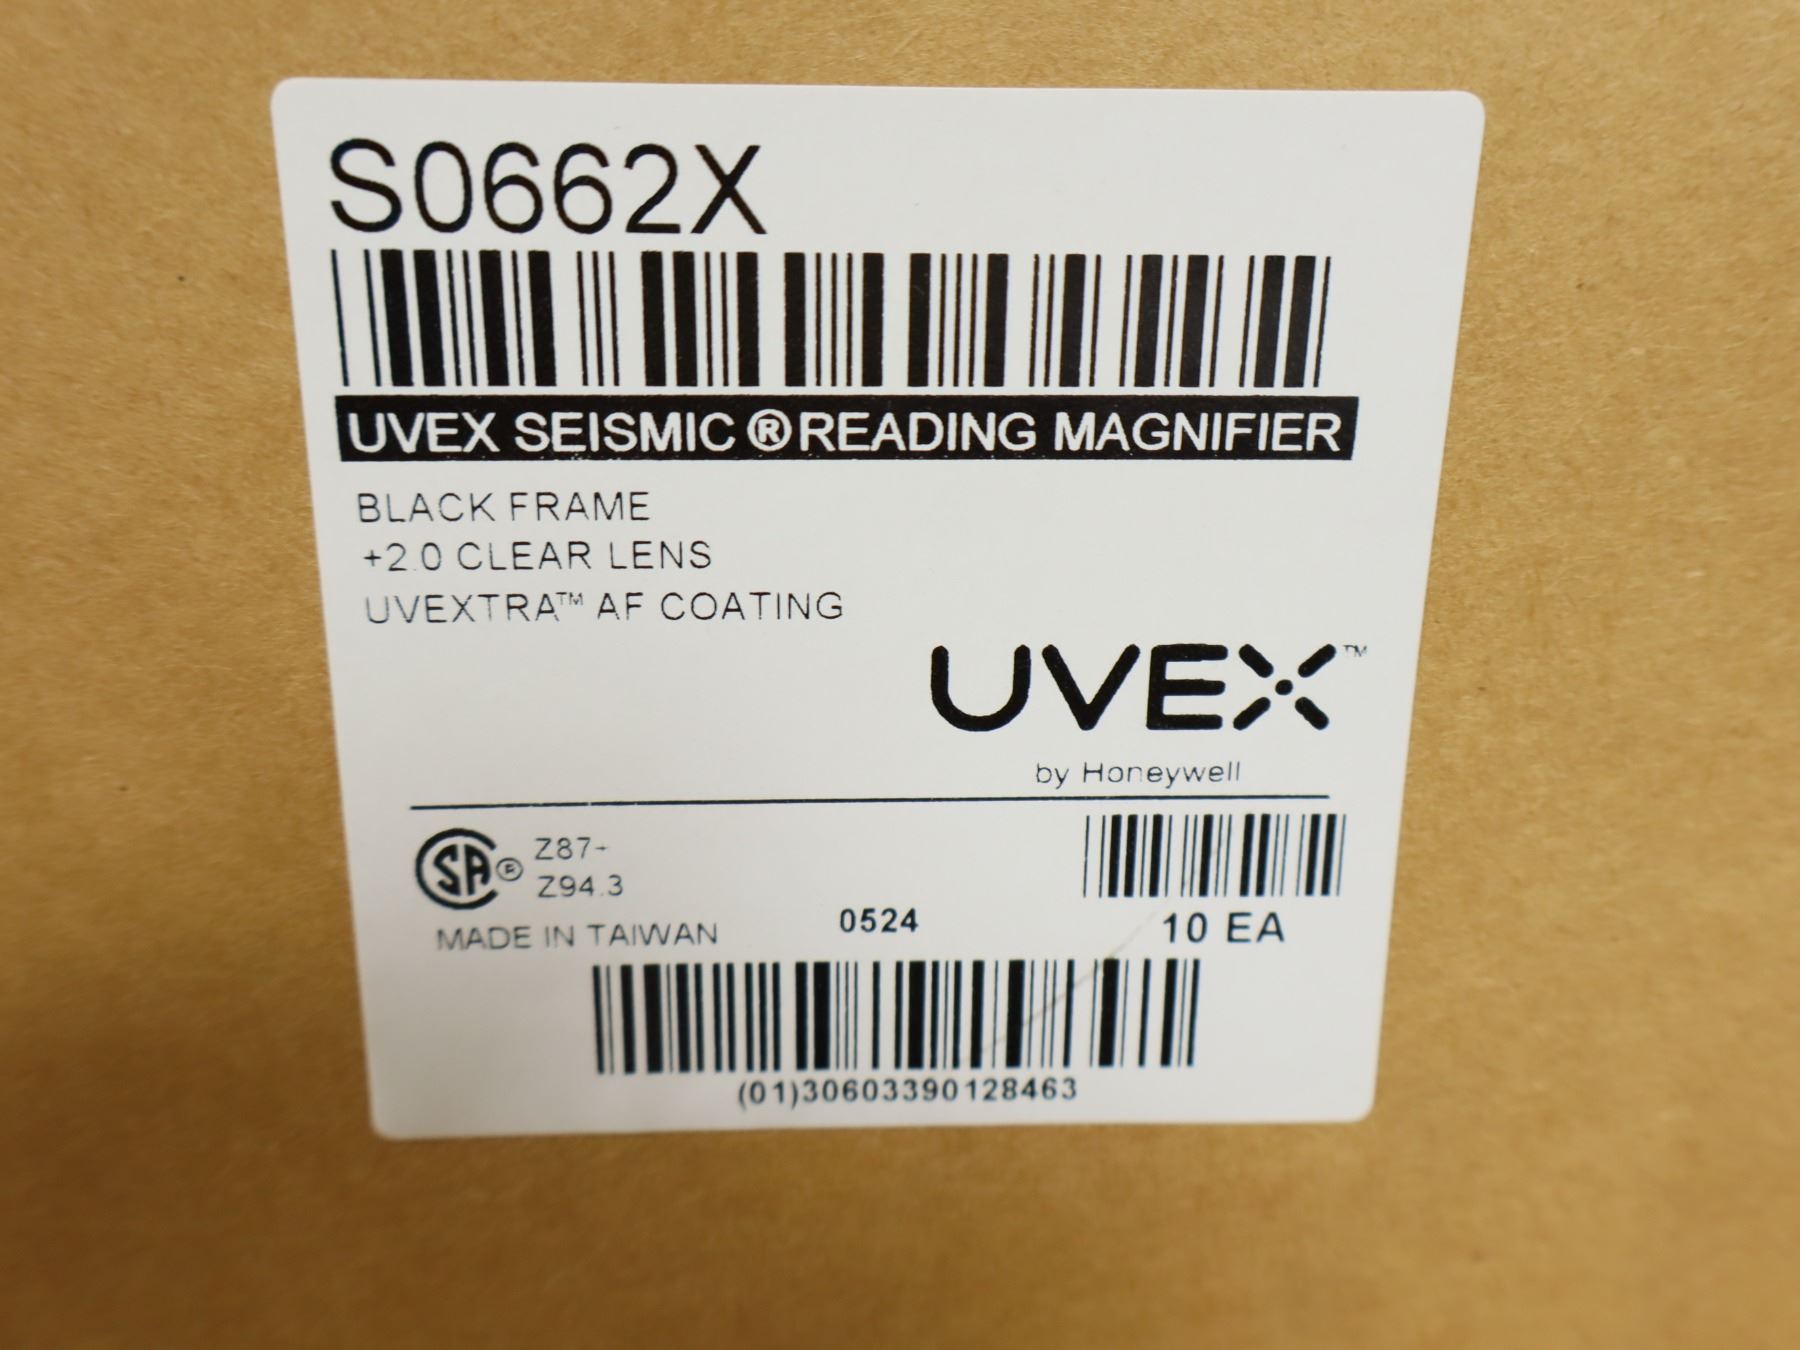 S0662X
UVEX SEISMIC ® READING MAGNIFIER
BLACK FRAME
+2.0 CLEAR LENS
UVEXTRA™ AF COATING
UVEX™
by Honeywell
SA® Z87-
Z94.3
MADE IN TAIWAN
0524
10 EA
(01)30603390128463